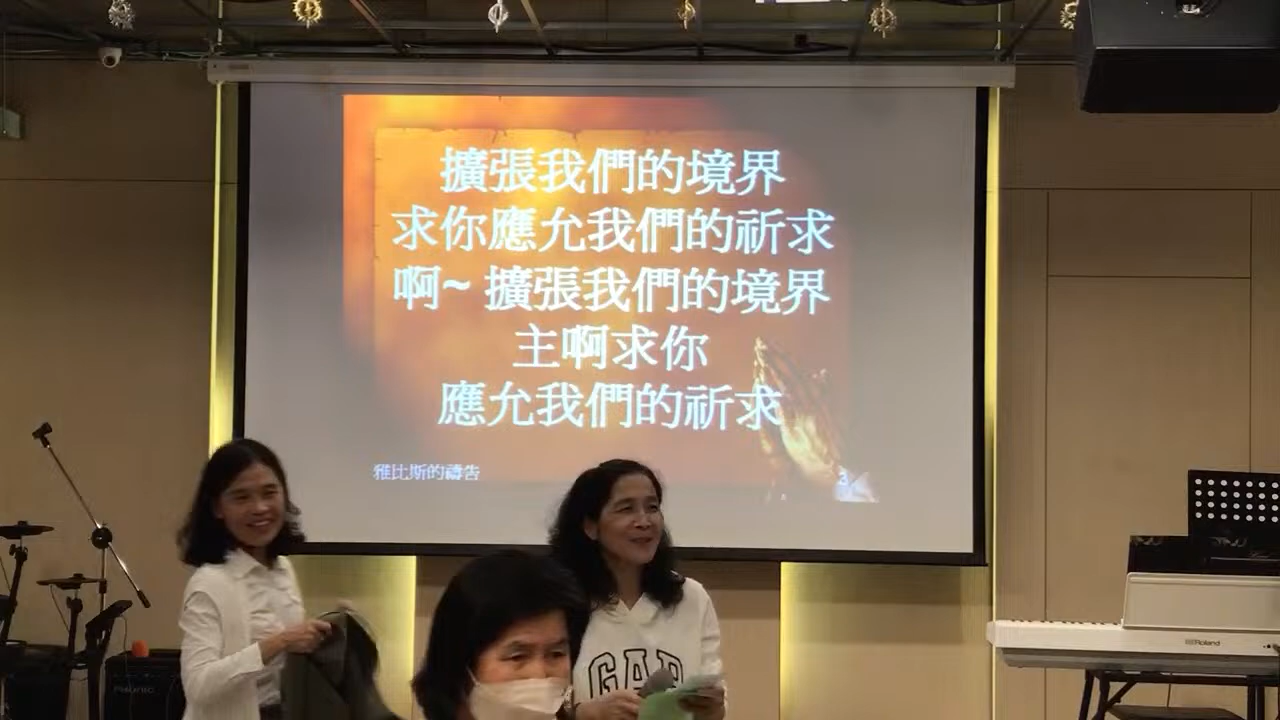 擴張我們的境界
求你應允我們的祈求
啊~ 擴張我們的境界
主啊求你
應允我們的祈求
雅比斯的禱告
3
GAP
Roland